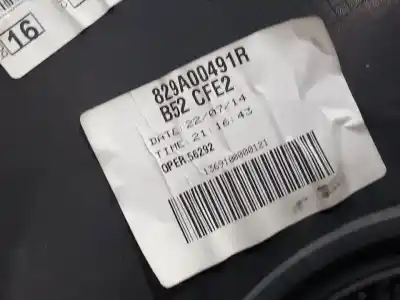 16
829A00491R
B52 CFE2
DATE: 22/07/14
TIME: 21:16:43
OPER.56292
1369100000121